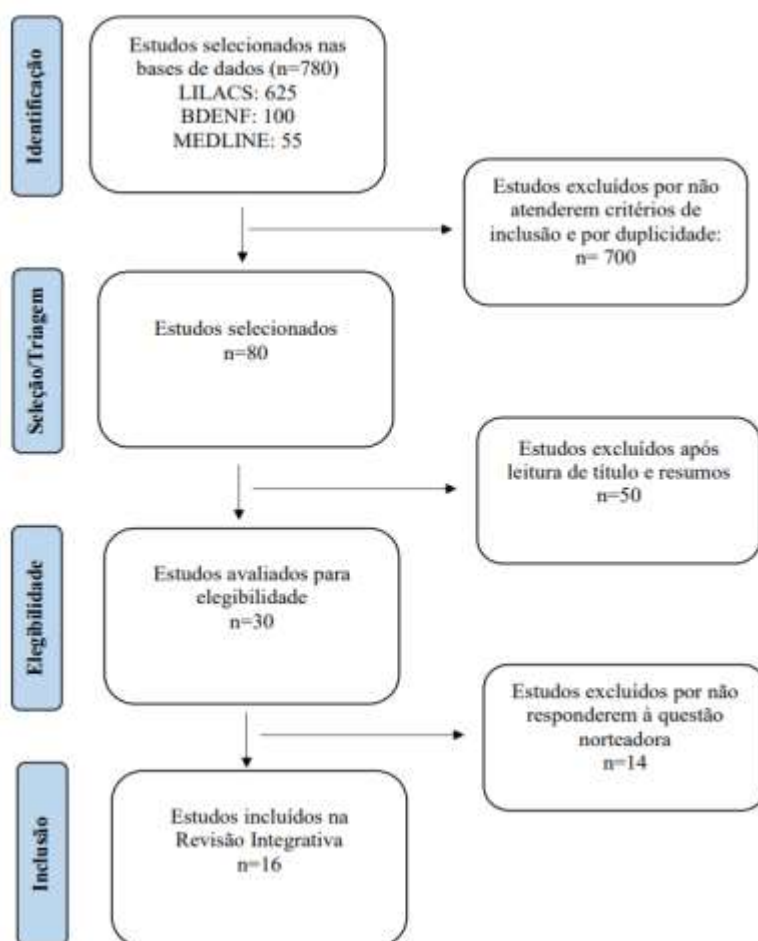 Identificação
Estudos selecionados nas
bases de dados (n=780)
LILACS: 625
BDENF: 100
MEDLINE: 55
Estudos excluídos por não
atenderem critérios de
inclusão e por duplicidade:
n= 700
Seleção/Triagem
Estudos selecionados
n=80
Estudos excluídos após
leitura de título e resumos
n=50
Elegibilidade
Estudos avaliados para
elegibilidade
n=30
Estudos excluídos por não
responderem à questão
norteadora
n=14
Inclusão
Estudos incluídos na
Revisão Integrativa
n=16